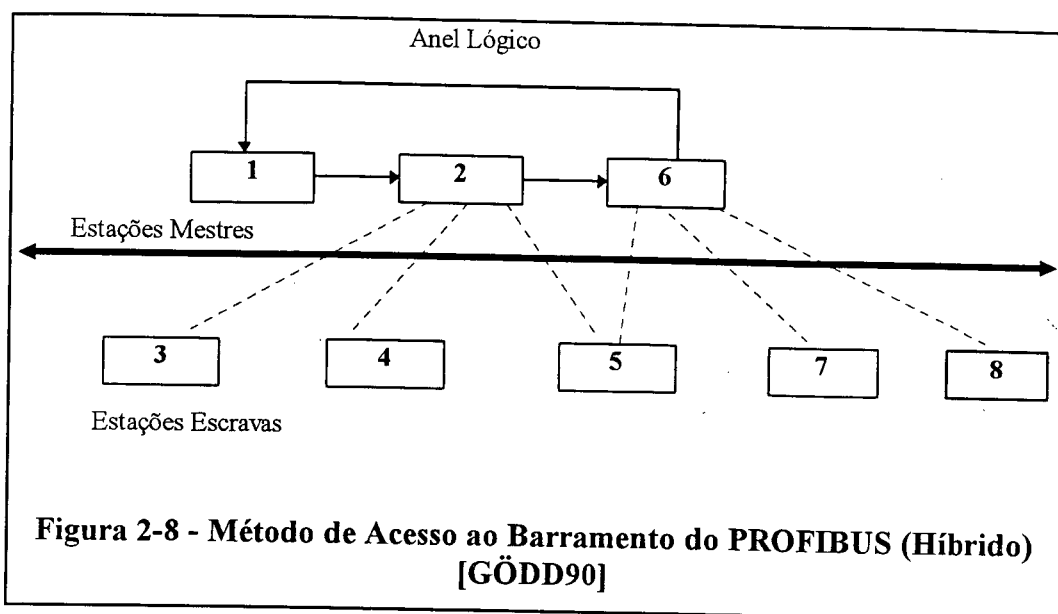 Anel Lógico
1
2
6
Estações Mestres
3
4
5
7
8
Estações Escravas
Figura 2-8 - Método de Acesso ao Barramento do PROFIBUS (Híbrido)
[GÖDD90]